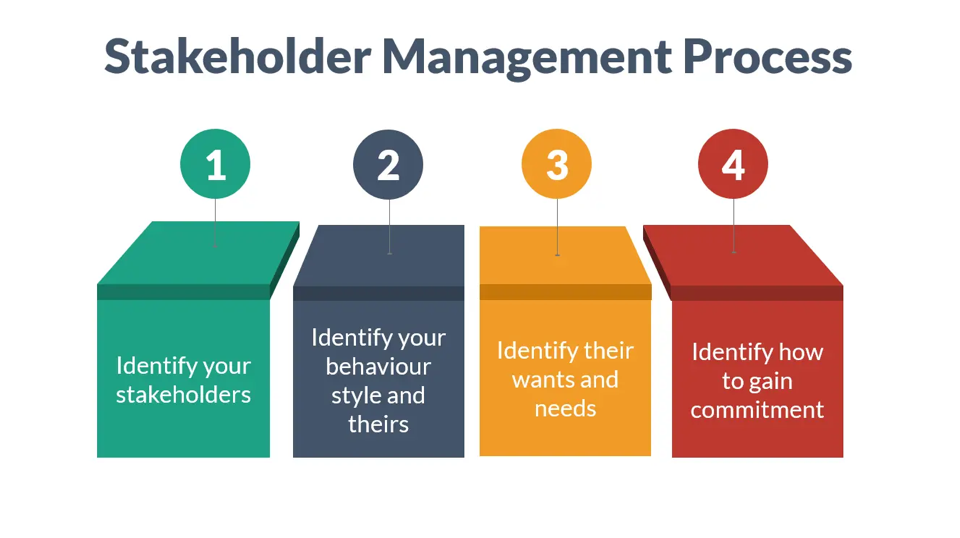 Stakeholder Management Process
1
2
3
4
Identify your
stakeholders
Identify your
behaviour
style and
theirs
Identify their
wants and
needs
Identify how
to gain
commitment